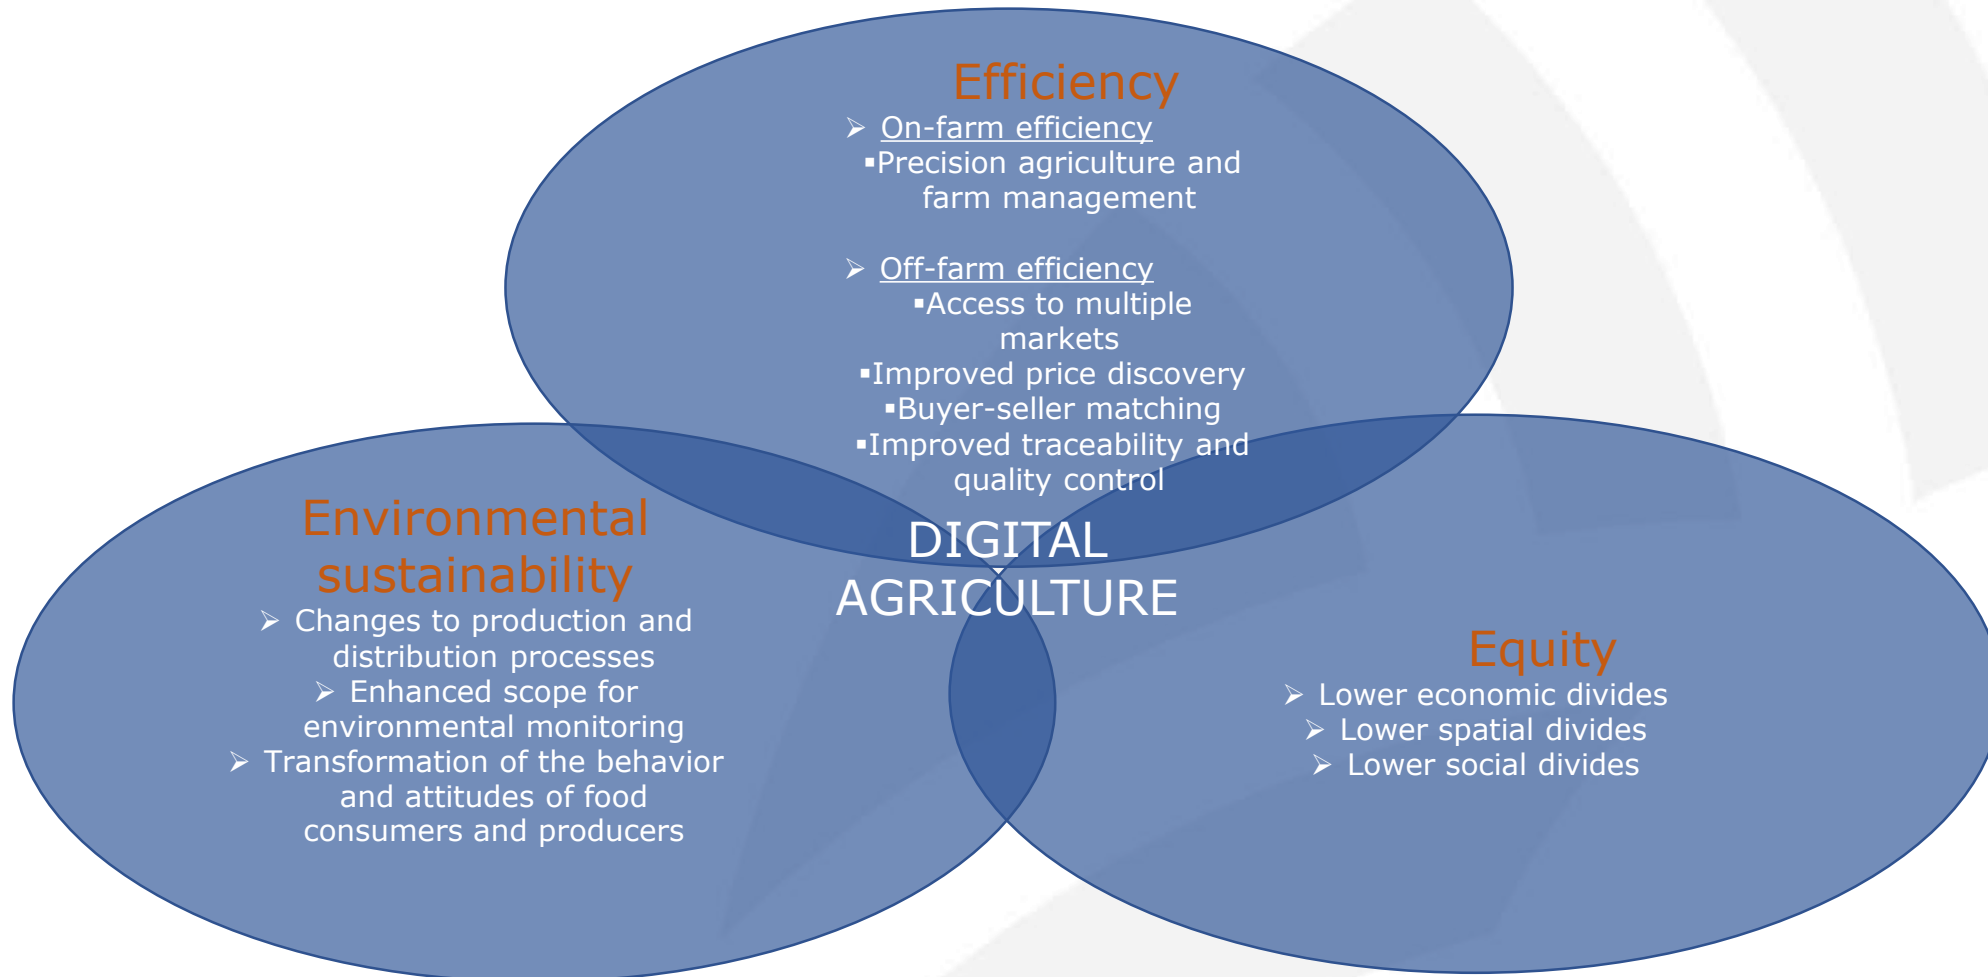 Efficiency
➢ On-farm efficiency
▪Precision agriculture and
farm management
➢ Off-farm efficiency
▪Access to multiple
markets
▪Improved price discovery
▪Buyer-seller matching
▪Improved traceability and
quality control
DIGITAL
AGRICULTURE
Environmental
sustainability
➢ Changes to production and
distribution processes
➢ Enhanced scope for
environmental monitoring
➢ Transformation of the behavior
and attitudes of food
consumers and producers
Equity
➢ Lower economic divides
➢ Lower spatial divides
➢ Lower social divides